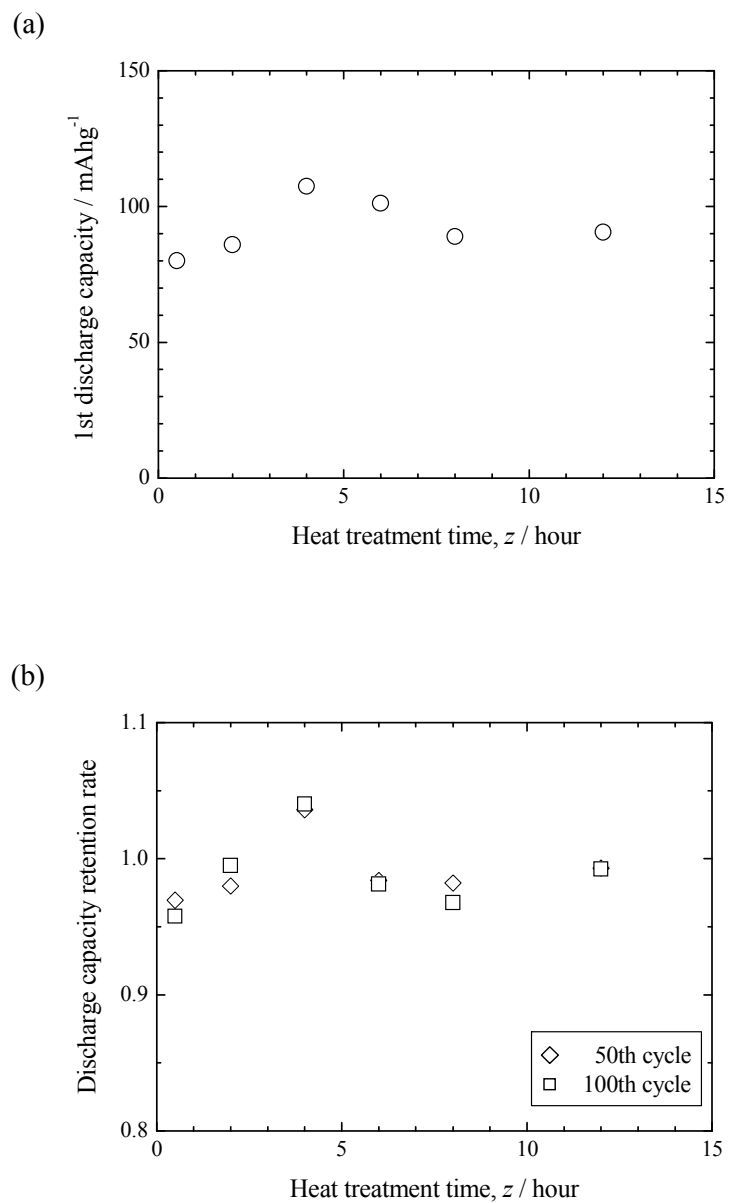 (a)
150
100
50
0
1st discharge capacity / mAhg-1
0 5 10 15
Heat treatment time, z / hour
(b)
1.1
1.0
0.9
0.8
Discharge capacity retention rate
50th cycle
100th cycle
0 5 10 15
Heat treatment time, z / hour